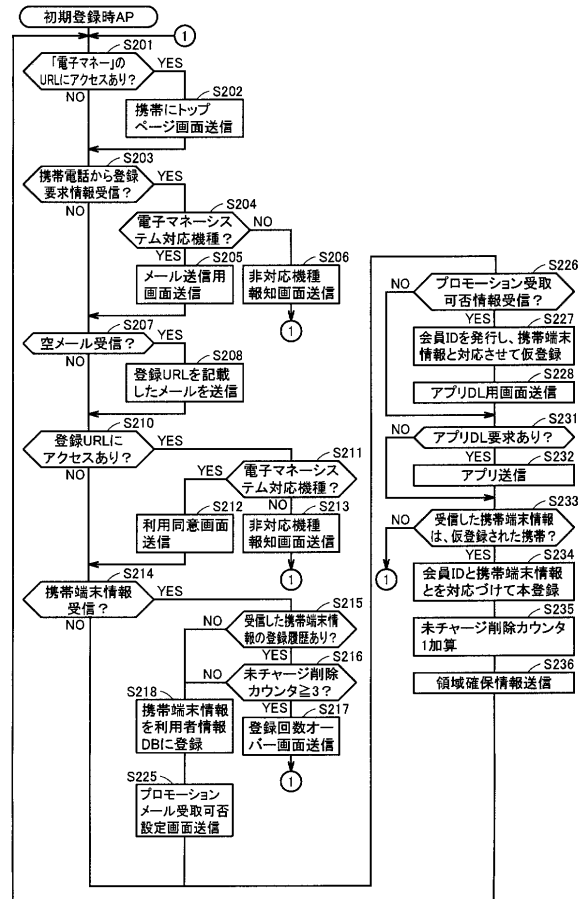 初期登録時AP
1
S201
「電子マネー」の
URLにアクセスあり?
YES
NO
S202
携帯にトップ
ページ画面送信
S203
携帯電話から登録
要求情報受信?
YES
NO
S204
電子マネーシス
テム対応機種?
NO
YES
S205
メール送信用
画面送信
S206
非対応機種
報知画面送信
1
S207
空メール受信?
YES
NO
S208
登録URLを記載
したメールを送信
S210
登録URLに
アクセスあり?
YES
NO
S211
電子マネーシス
テム対応機種?
YES
NO
S212
利用同意画面
送信
S213
非対応機種
報知画面送信
1
S214
携帯端末情報
受信?
YES
NO
S215
受信した携帯端末情
報の登録履歴あり?
NO
YES
S216
未チャージ削除
カウンタ≧3?
NO
YES
S217
登録回数オー
バー画面送信
1
S218
携帯端末情報
を利用者情報
DBに登録
S225
プロモーション
メール受取可否
設定画面送信
S226
プロモーション受取
可否情報受信?
NO
YES
S227
会員IDを発行し、携帯端末
情報と対応させて仮登録
S228
アプリDL用画面送信
S231
アプリDL要求あり?
NO
YES
S232
アプリ送信
S233
受信した携帯端末情報
は、仮登録された携帯?
NO
1
YES
S234
会員IDと携帯端末情報
とを対応づけて本登録
S235
未チャージ削除カウンタ
1加算
S236
領域確保情報送信